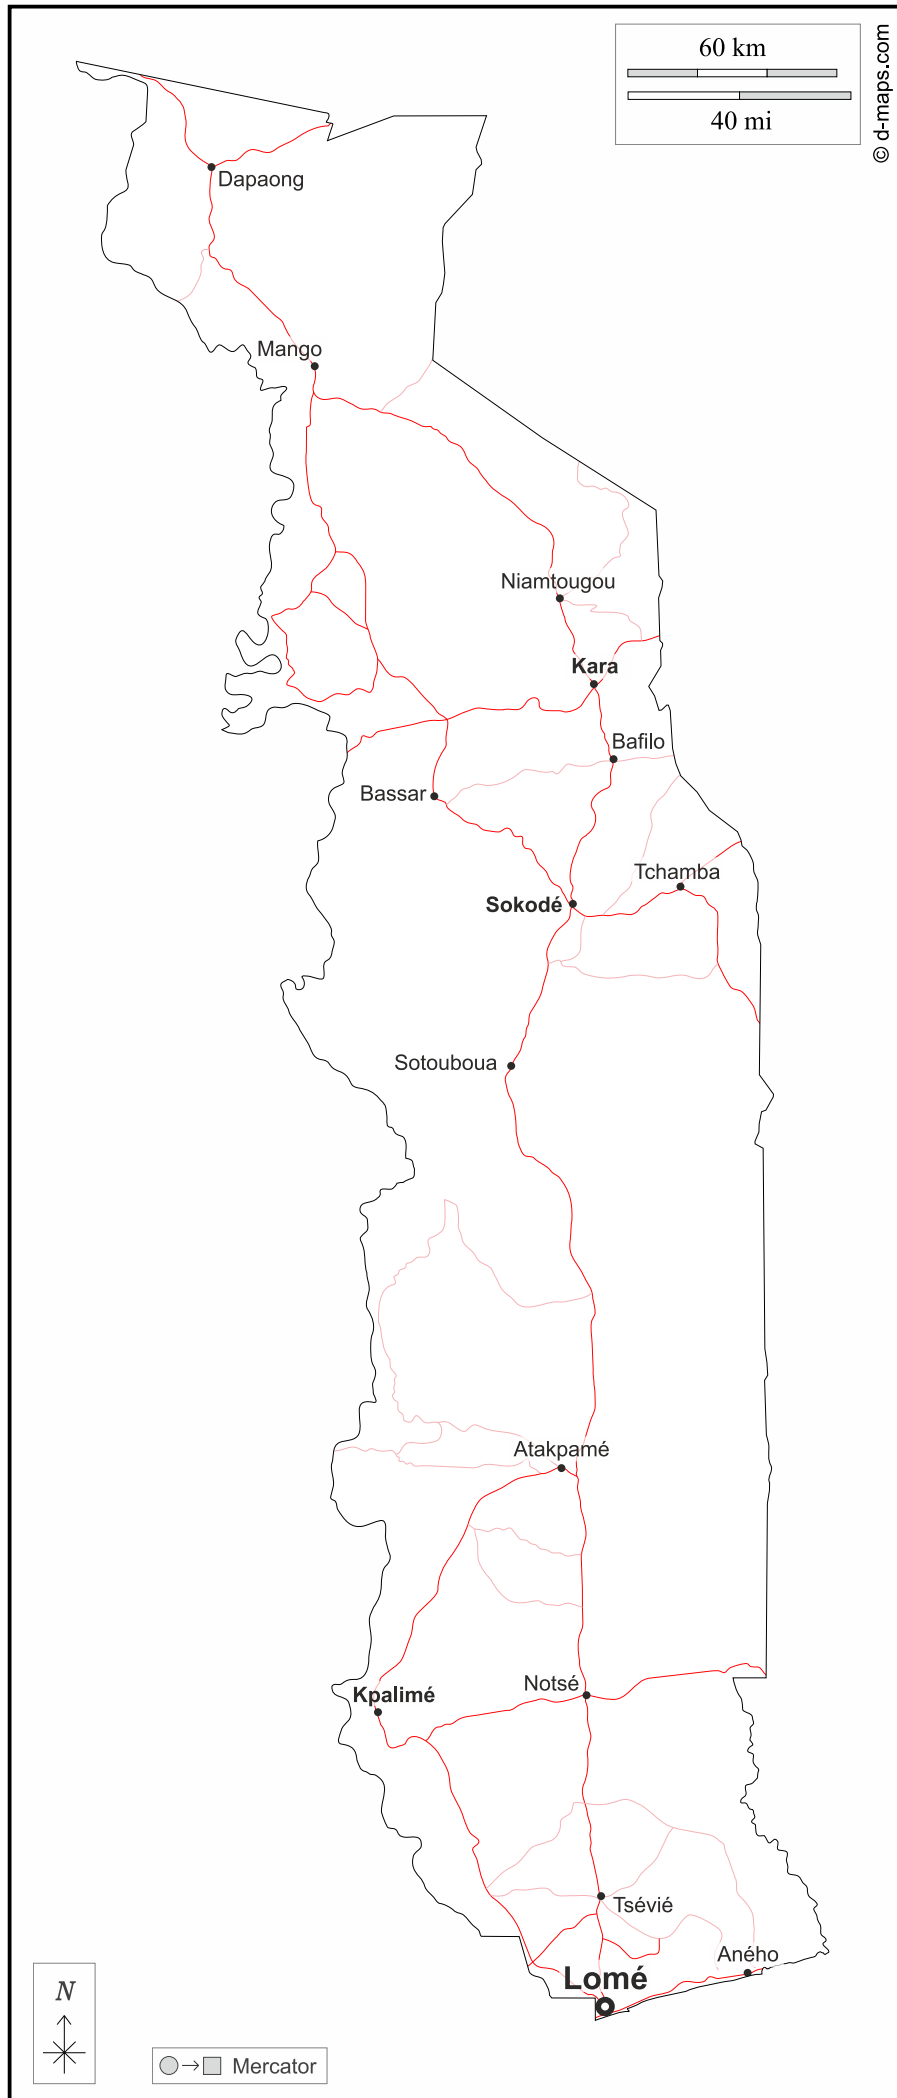 60 km
40 mi
© d-maps.com
Dapaong
Mango
Niamtougou
Kara
Bafilo
Bassar
Tchamba
Sokodé
Sotouboua
Atakpamé
Notsé
Kpalimé
Tsévié
Aného
Lomé
N
Mercator